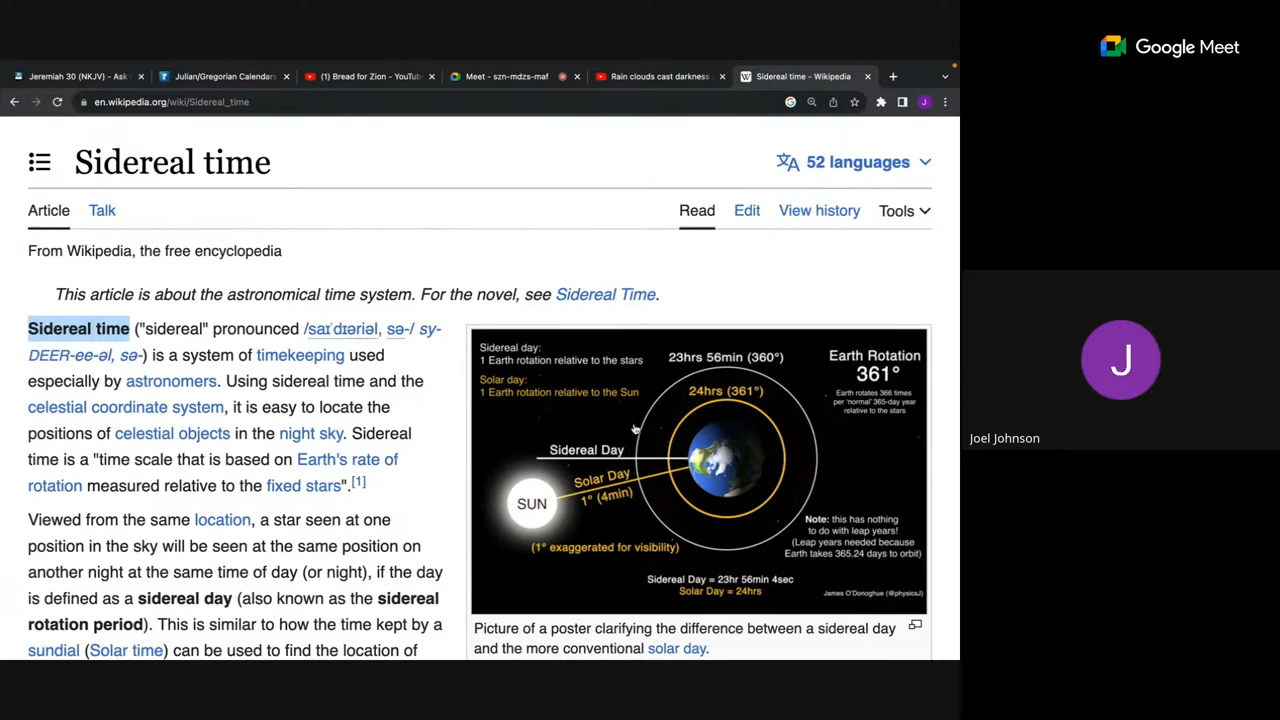 Google Meet
Jeremiah 30 (NKJV) - Ask
Julian/Gregorian Calendars
(1) Bread for Zion - YouTube
Meet - szn-mdzs-maf
Rain clouds cast darkness
Sidereal time - Wikipedia
en.wikipedia.org/wiki/Sidereal_time
J
Sidereal time
52 languages
Article
Talk
Read
Edit
View history
Tools
From Wikipedia, the free encyclopedia
This article is about the astronomical time system. For the novel, see Sidereal Time.
Sidereal time ("sidereal" pronounced /saɪˈdɪəriəl, sə-/ sy-
DEER-ee-əl, sə-) is a system of timekeeping used
especially by astronomers. Using sidereal time and the
celestial coordinate system, it is easy to locate the
positions of celestial objects in the night sky. Sidereal
time is a "time scale that is based on Earth's rate of
rotation measured relative to the fixed stars".[1]
Viewed from the same location, a star seen at one
position in the sky will be seen at the same position on
another night at the same time of day (or night), if the day
is defined as a sidereal day (also known as the sidereal
rotation period). This is similar to how the time kept by a
sundial (Solar time) can be used to find the location of
Sidereal day:
1 Earth rotation relative to the stars
Solar day:
1 Earth rotation relative to the Sun
23hrs 56min (360°)
24hrs (361°)
Earth Rotation
361°
Earth rotates 366 times
per 'normal' 365-day year
relative to the stars
Sidereal Day
Solar Day
1° (4min)
SUN
(1° exaggerated for visibility)
Note: this has nothing
to do with leap years!
(Leap years needed because
Earth takes 365.24 days to orbit)
Sidereal Day = 23hr 56min 4sec
Solar Day = 24hrs
James O'Donoghue (@physicsJ)
Picture of a poster clarifying the difference between a sidereal day
and the more conventional solar day.
J
Joel Johnson